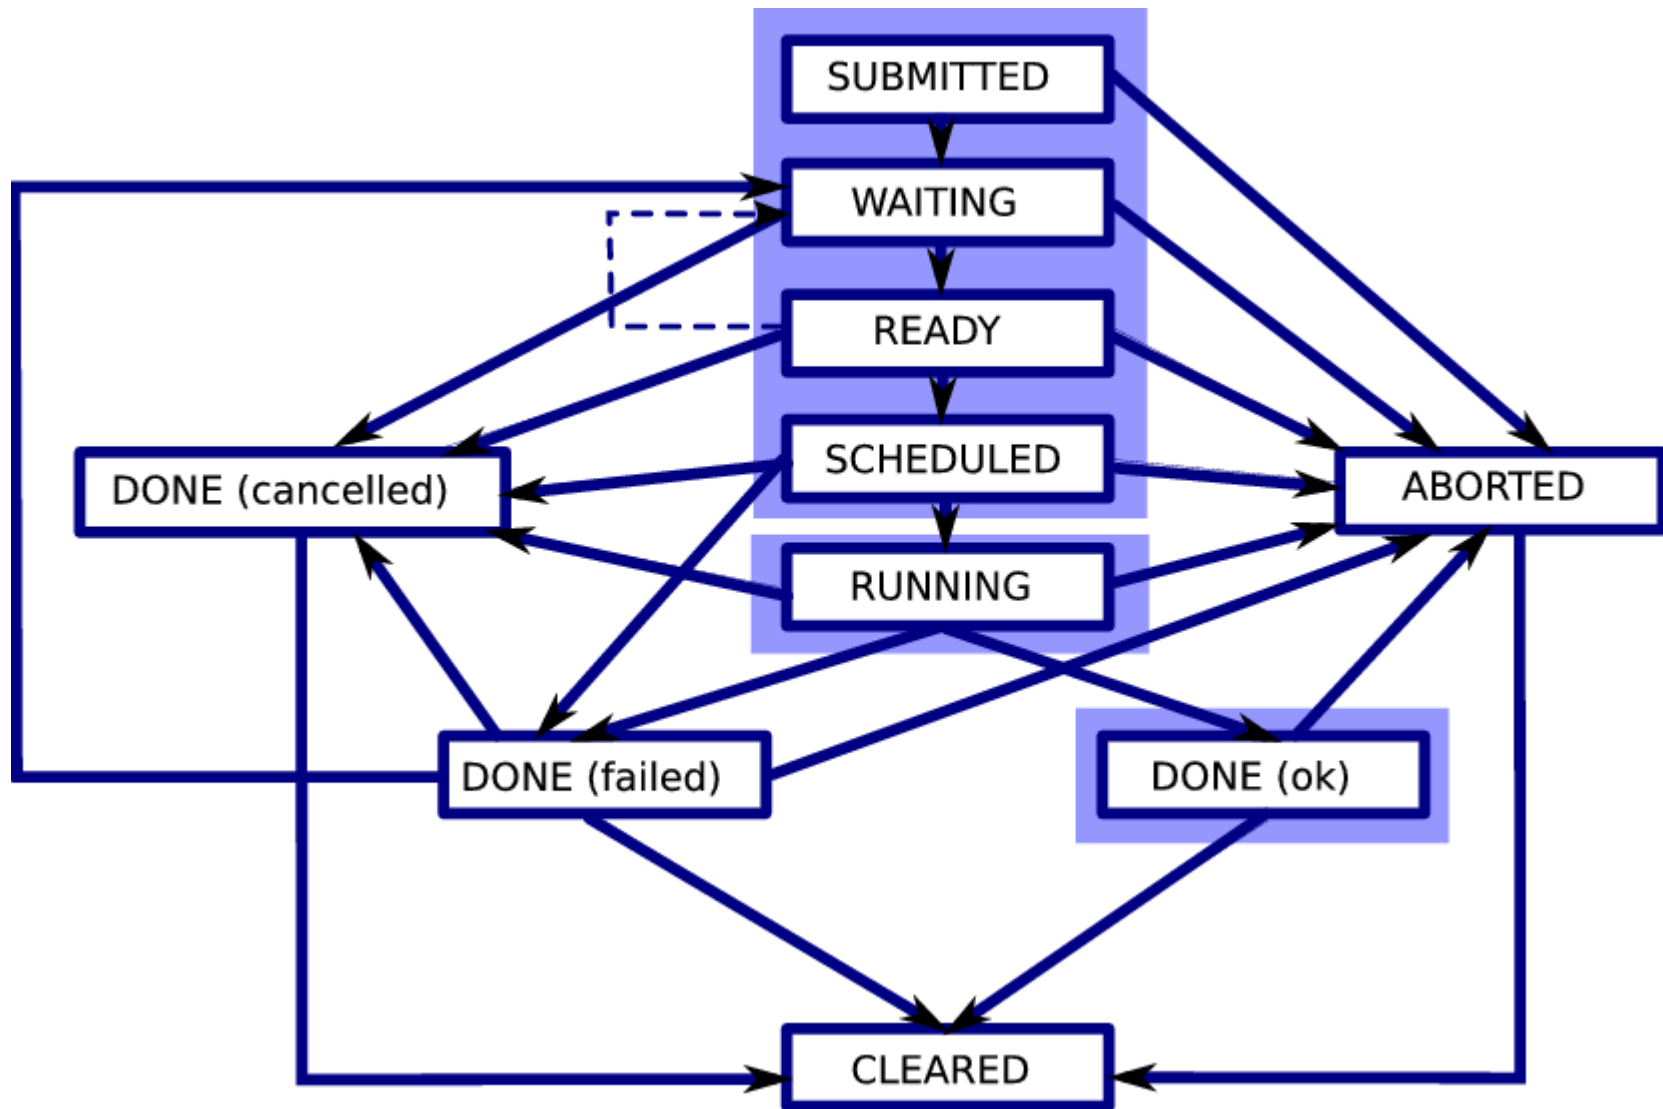 SUBMITTED
WAITING
READY
SCHEDULED
DONE (cancelled)
ABORTED
RUNNING
DONE (failed)
DONE (ok)
CLEARED